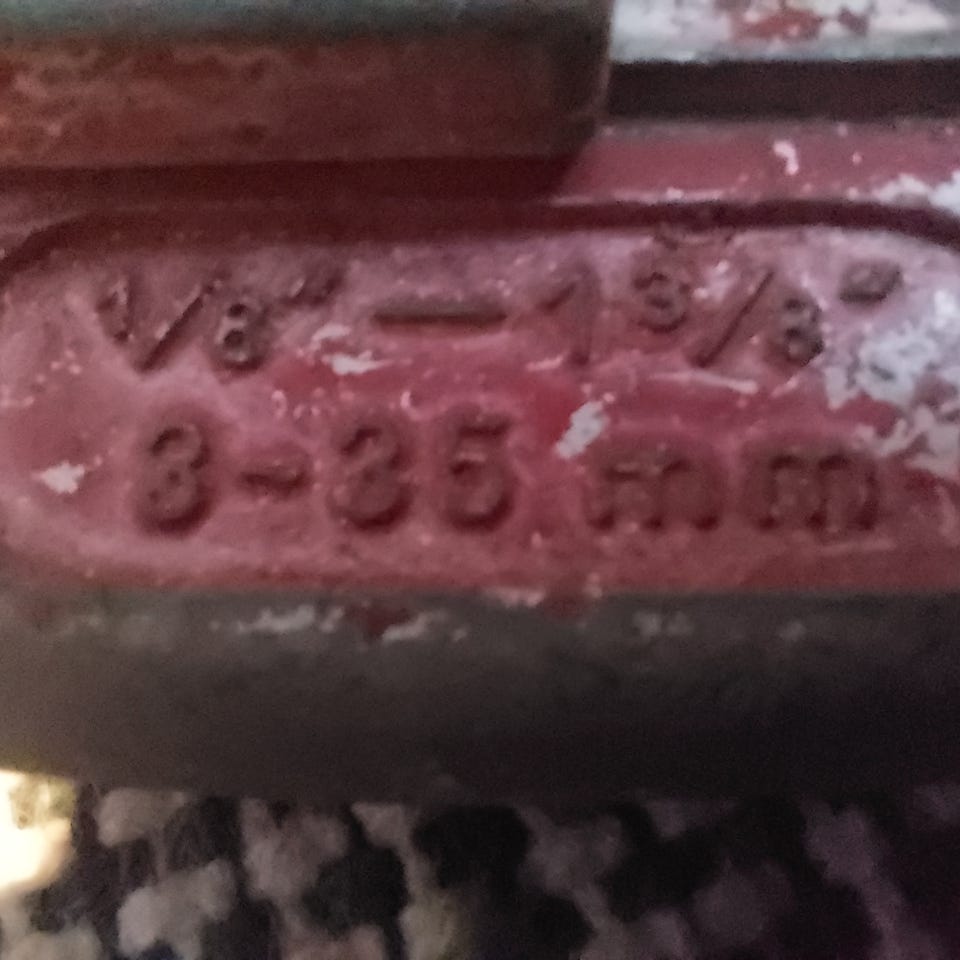 1/8" — 1 3/8"
3-35 mm